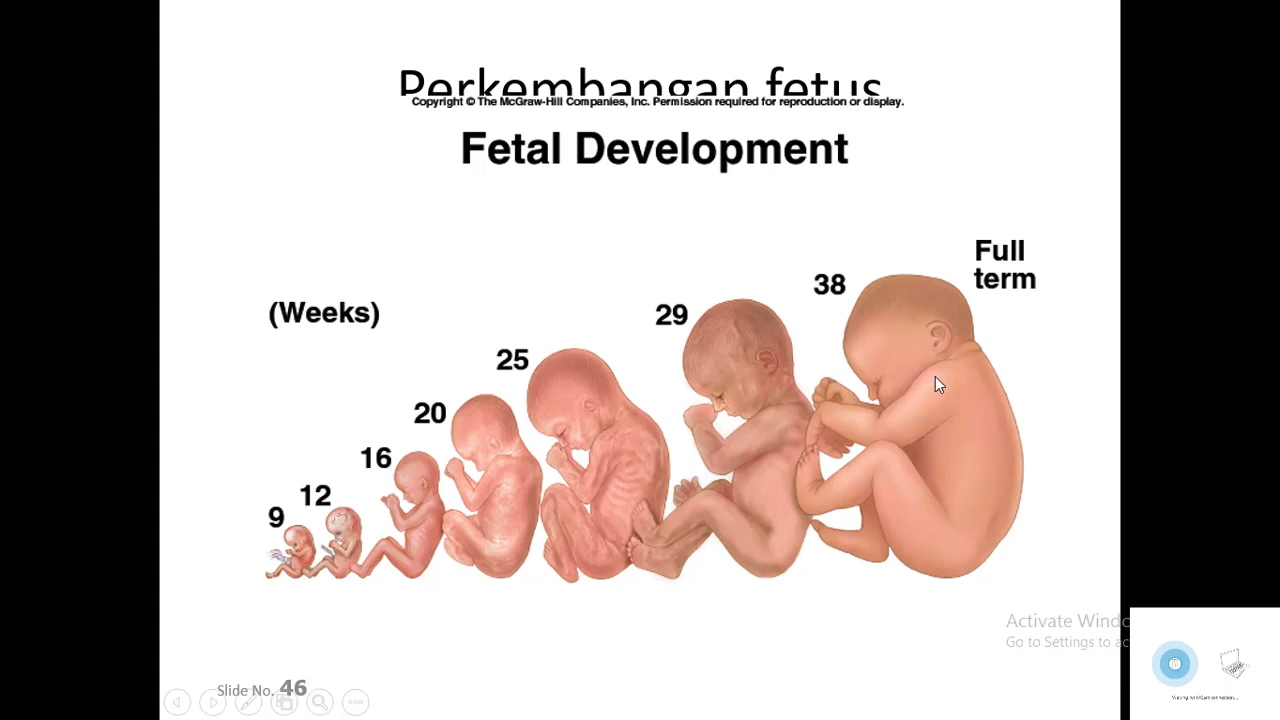 Perkembangan fetus
Copyright © The McGraw-Hill Companies, Inc. Permission required for reproduction or display.
Fetal Development
Full
term
38
(Weeks)
29
25
20
16
12
9
Activate Windo
Go to Settings to ac
Slide No. 46